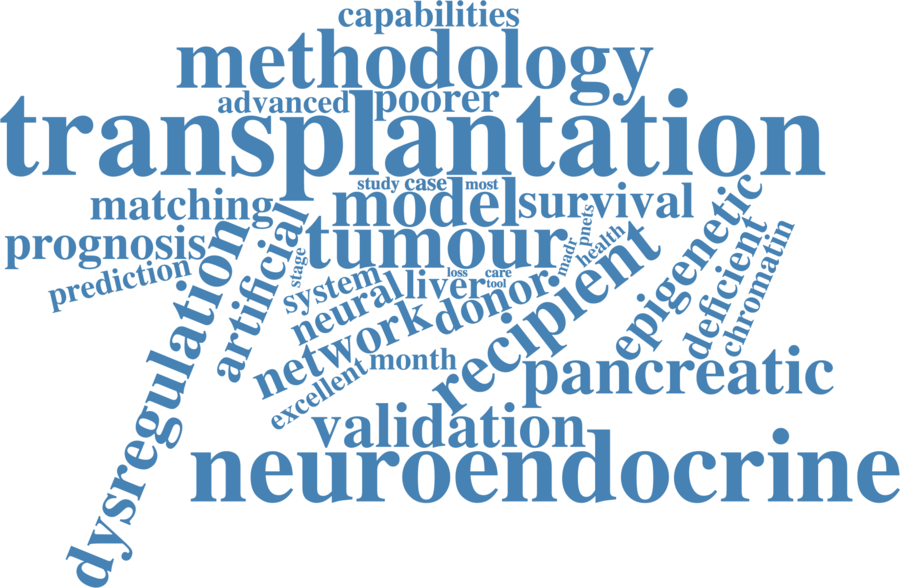 capabilities
methodology
advanced
poorer
transplantation
study
case
most
matching
model
survival
prognosis
tumour
pnets
madr
health
epigenetic
deficient
chromatin
prediction
dysregulation
artificial
stage
system
neural
liver
loss
care
tool
donor
recipient
network
month
excellent
pancreatic
validation
neuroendocrine